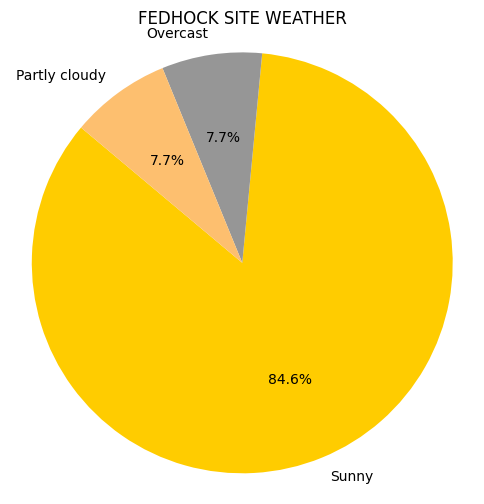 FEDHOCK SITE WEATHER
Overcast
Partly cloudy
7.7%
7.7%
84.6%
Sunny